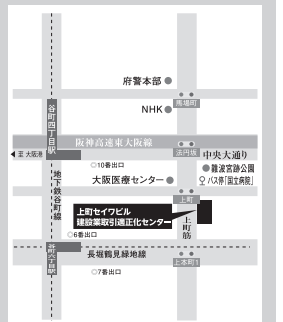 府警本部
馬場町
NHK
谷町四丁目駅
阪神高速東大阪線
法円坂
中央大通り
至 大阪港
○10番出口
難波宮跡公園
バス停「国立病院」
大阪医療センター
地下鉄谷町線
上町
上町セイワビル
建設業取引適正化センター
上町筋
○6番出口
長堀鶴見緑地線
谷町六丁目駅
上本町1
○7番出口